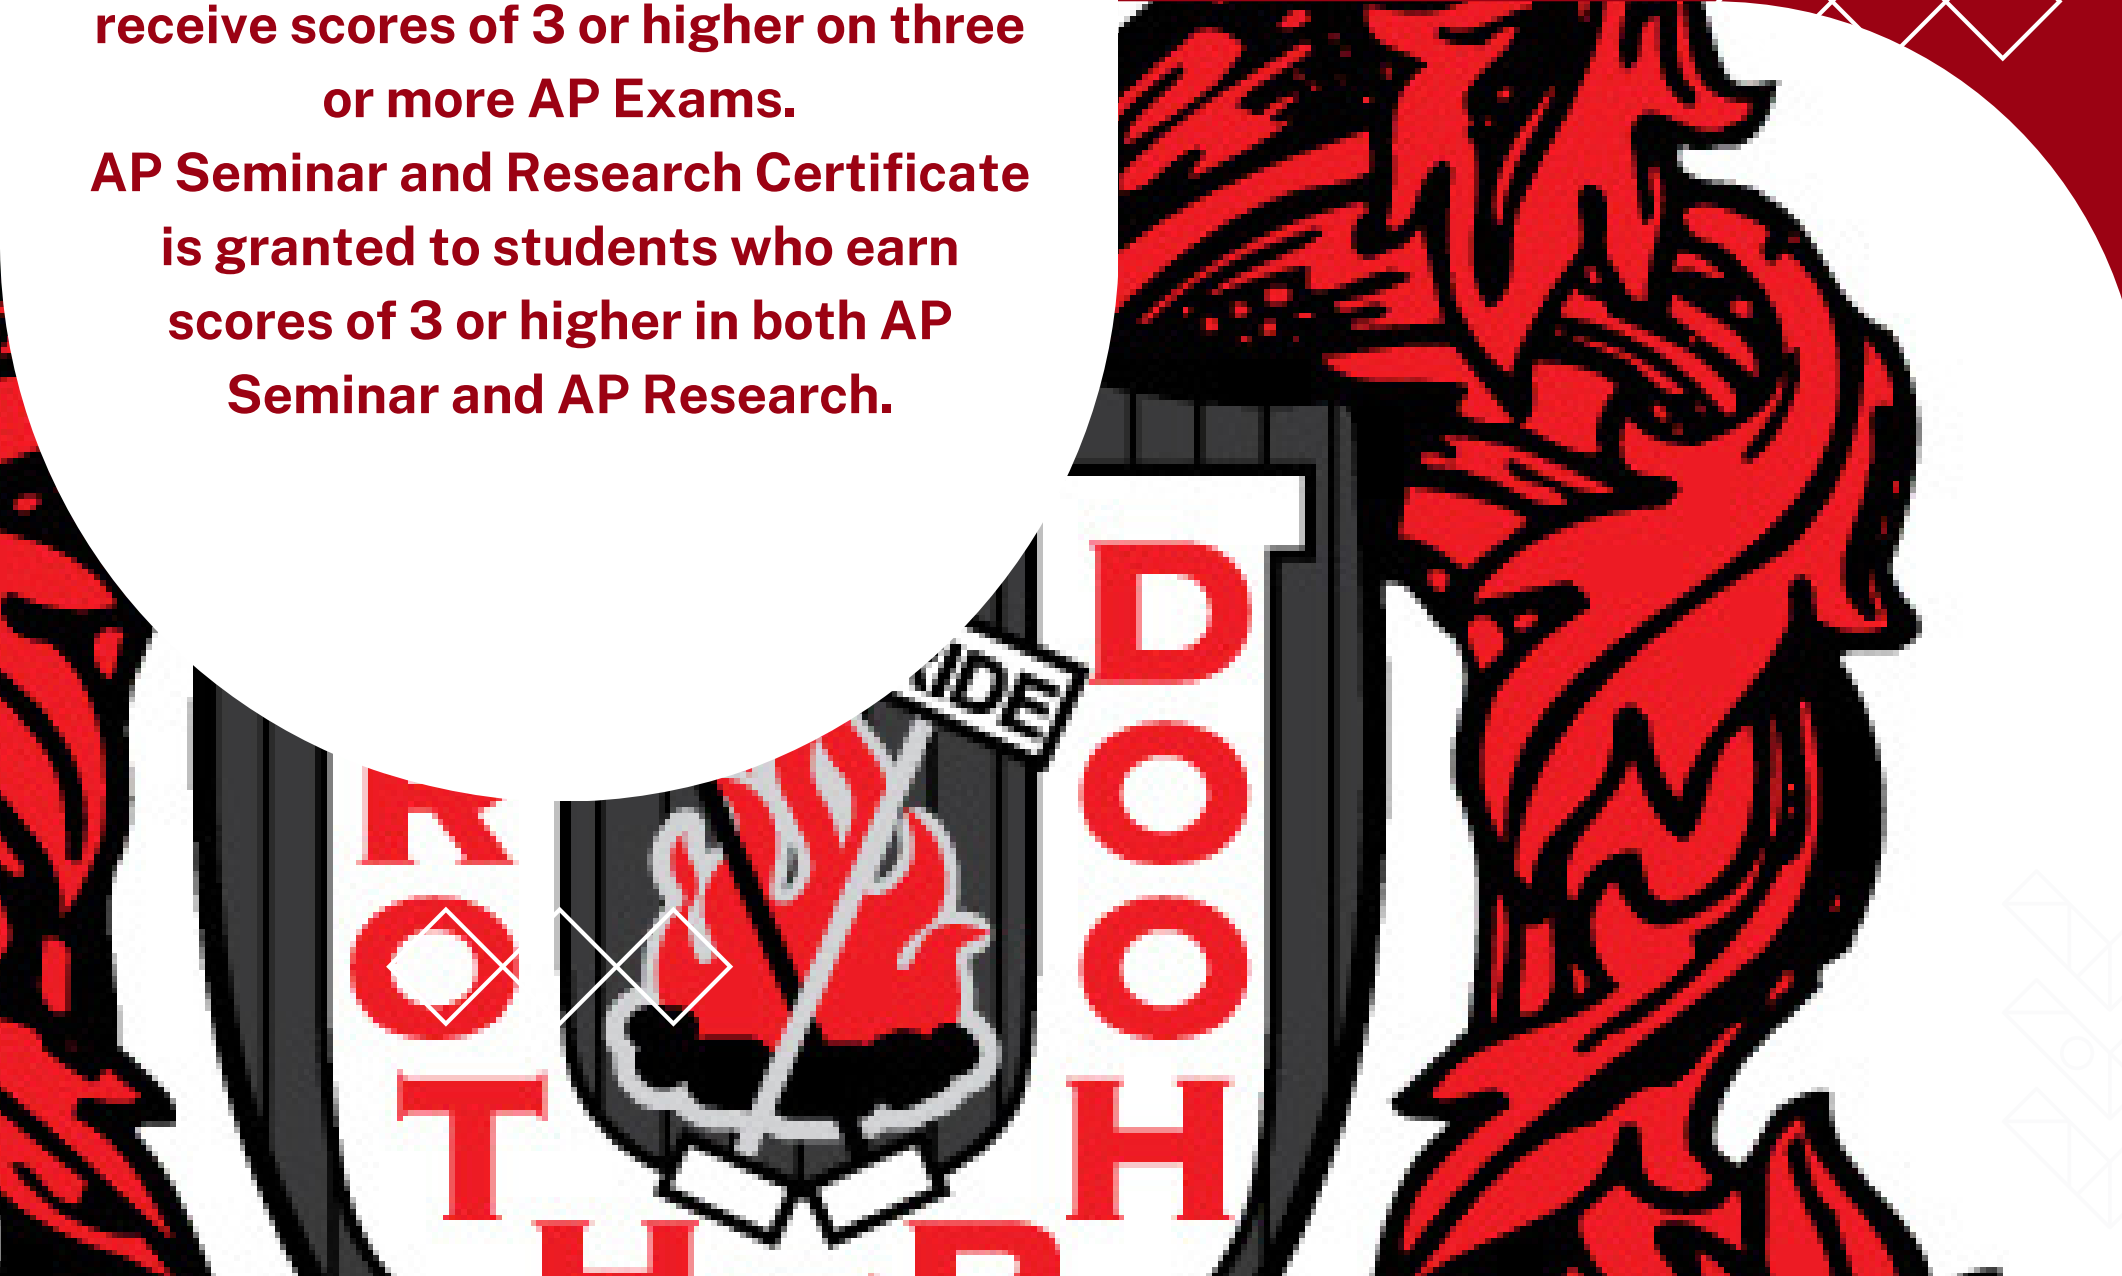 receive scores of 3 or higher on three
or more AP Exams.
AP Seminar and Research Certificate
is granted to students who earn
scores of 3 or higher in both AP
Seminar and AP Research.
R
O
T
H
D
O
O
H